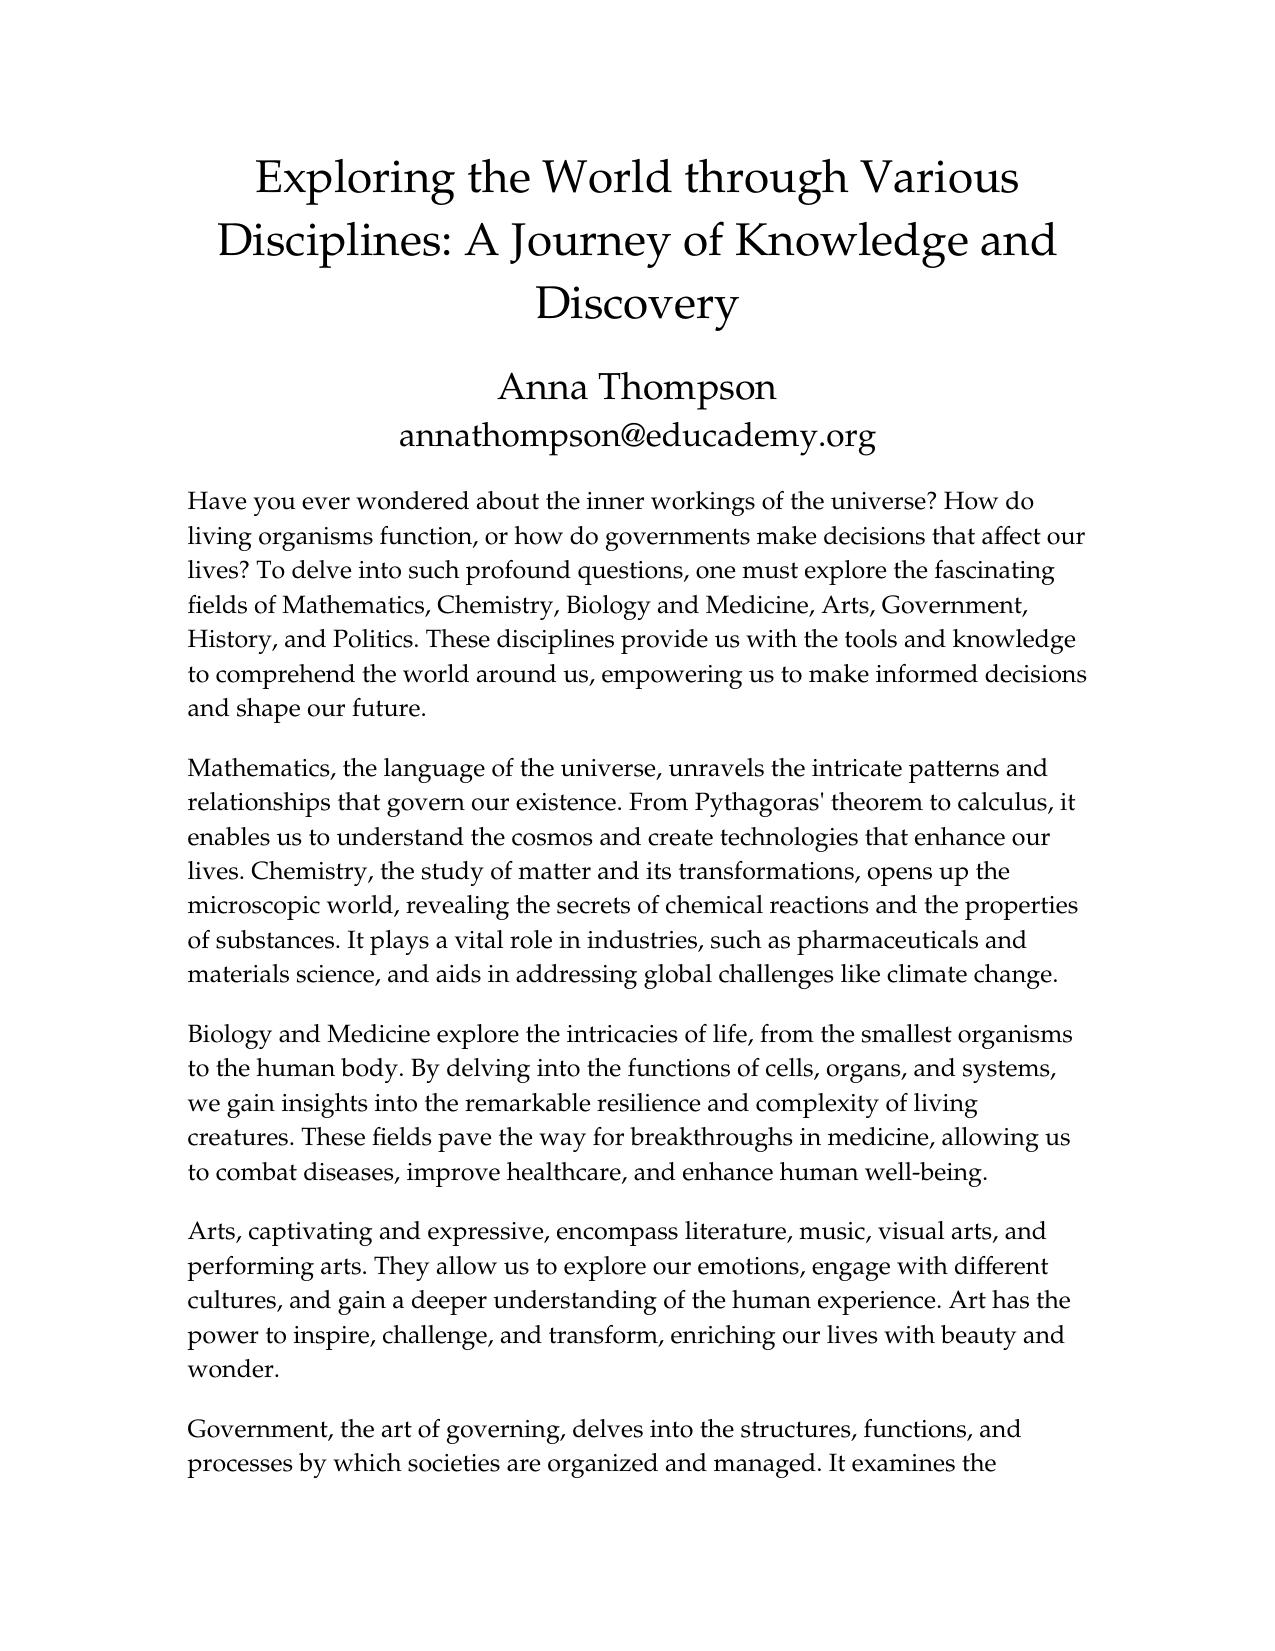 Exploring the World through Various
Disciplines: A Journey of Knowledge and
Discovery
Anna Thompson
annathompson@educademy.org
Have you ever wondered about the inner workings of the universe? How do
living organisms function, or how do governments make decisions that affect our
lives? To delve into such profound questions, one must explore the fascinating
fields of Mathematics, Chemistry, Biology and Medicine, Arts, Government,
History, and Politics. These disciplines provide us with the tools and knowledge
to comprehend the world around us, empowering us to make informed decisions
and shape our future.
Mathematics, the language of the universe, unravels the intricate patterns and
relationships that govern our existence. From Pythagoras' theorem to calculus, it
enables us to understand the cosmos and create technologies that enhance our
lives. Chemistry, the study of matter and its transformations, opens up the
microscopic world, revealing the secrets of chemical reactions and the properties
of substances. It plays a vital role in industries, such as pharmaceuticals and
materials science, and aids in addressing global challenges like climate change.
Biology and Medicine explore the intricacies of life, from the smallest organisms
to the human body. By delving into the functions of cells, organs, and systems,
we gain insights into the remarkable resilience and complexity of living
creatures. These fields pave the way for breakthroughs in medicine, allowing us
to combat diseases, improve healthcare, and enhance human well-being.
Arts, captivating and expressive, encompass literature, music, visual arts, and
performing arts. They allow us to explore our emotions, engage with different
cultures, and gain a deeper understanding of the human experience. Art has the
power to inspire, challenge, and transform, enriching our lives with beauty and
wonder.
Government, the art of governing, delves into the structures, functions, and
processes by which societies are organized and managed. It examines the